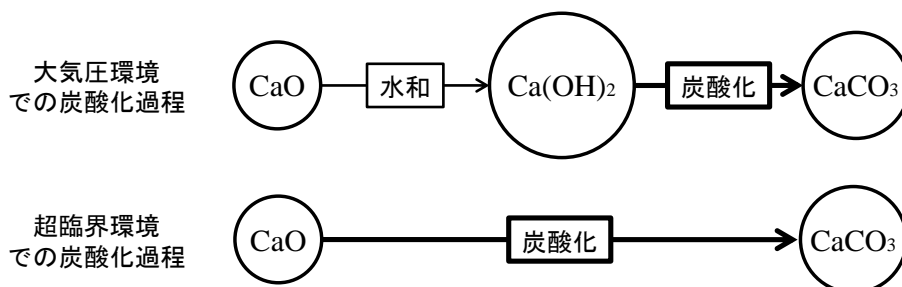 大気圧環境
での炭酸化過程
CaO
水和
Ca(OH)2
炭酸化
CaCO3
超臨界環境
での炭酸化過程
CaO
炭酸化
CaCO3